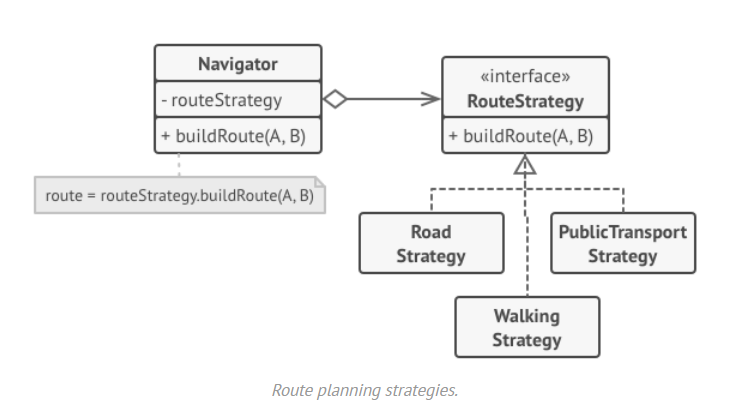 Navigator
- routeStrategy
+ buildRoute(A, B)
route = routeStrategy.buildRoute(A, B)
«interface»
RouteStrategy
+ buildRoute(A, B)
Road
Strategy
PublicTransport
Strategy
Walking
Strategy
Route planning strategies.